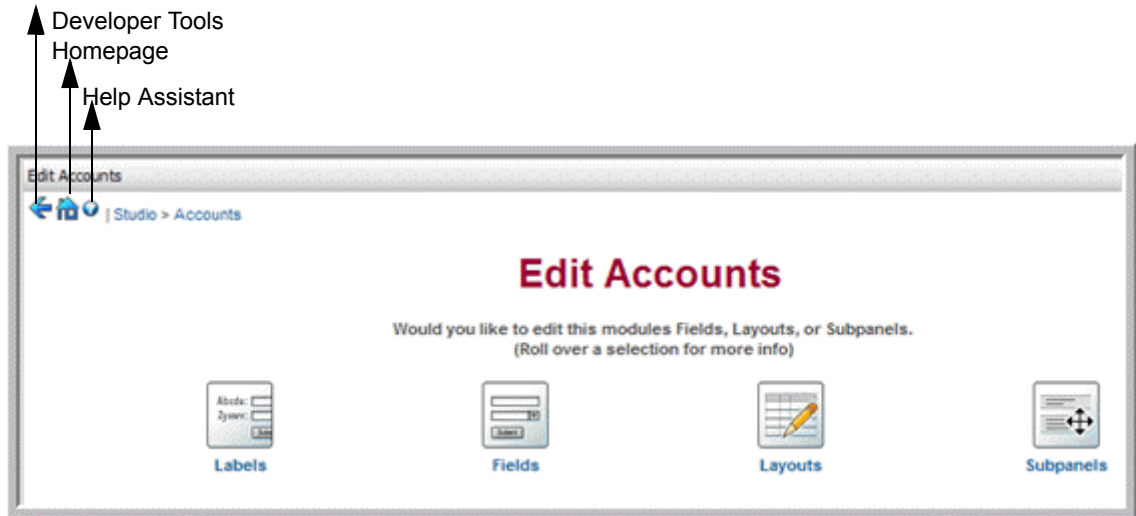 Developer Tools
Homepage
Help Assistant
Edit Accounts
| Studio > Accounts
Edit Accounts
Would you like to edit this modules Fields, Layouts, or Subpanels.
(Roll over a selection for more info)
Labels
Fields
Layouts
Subpanels